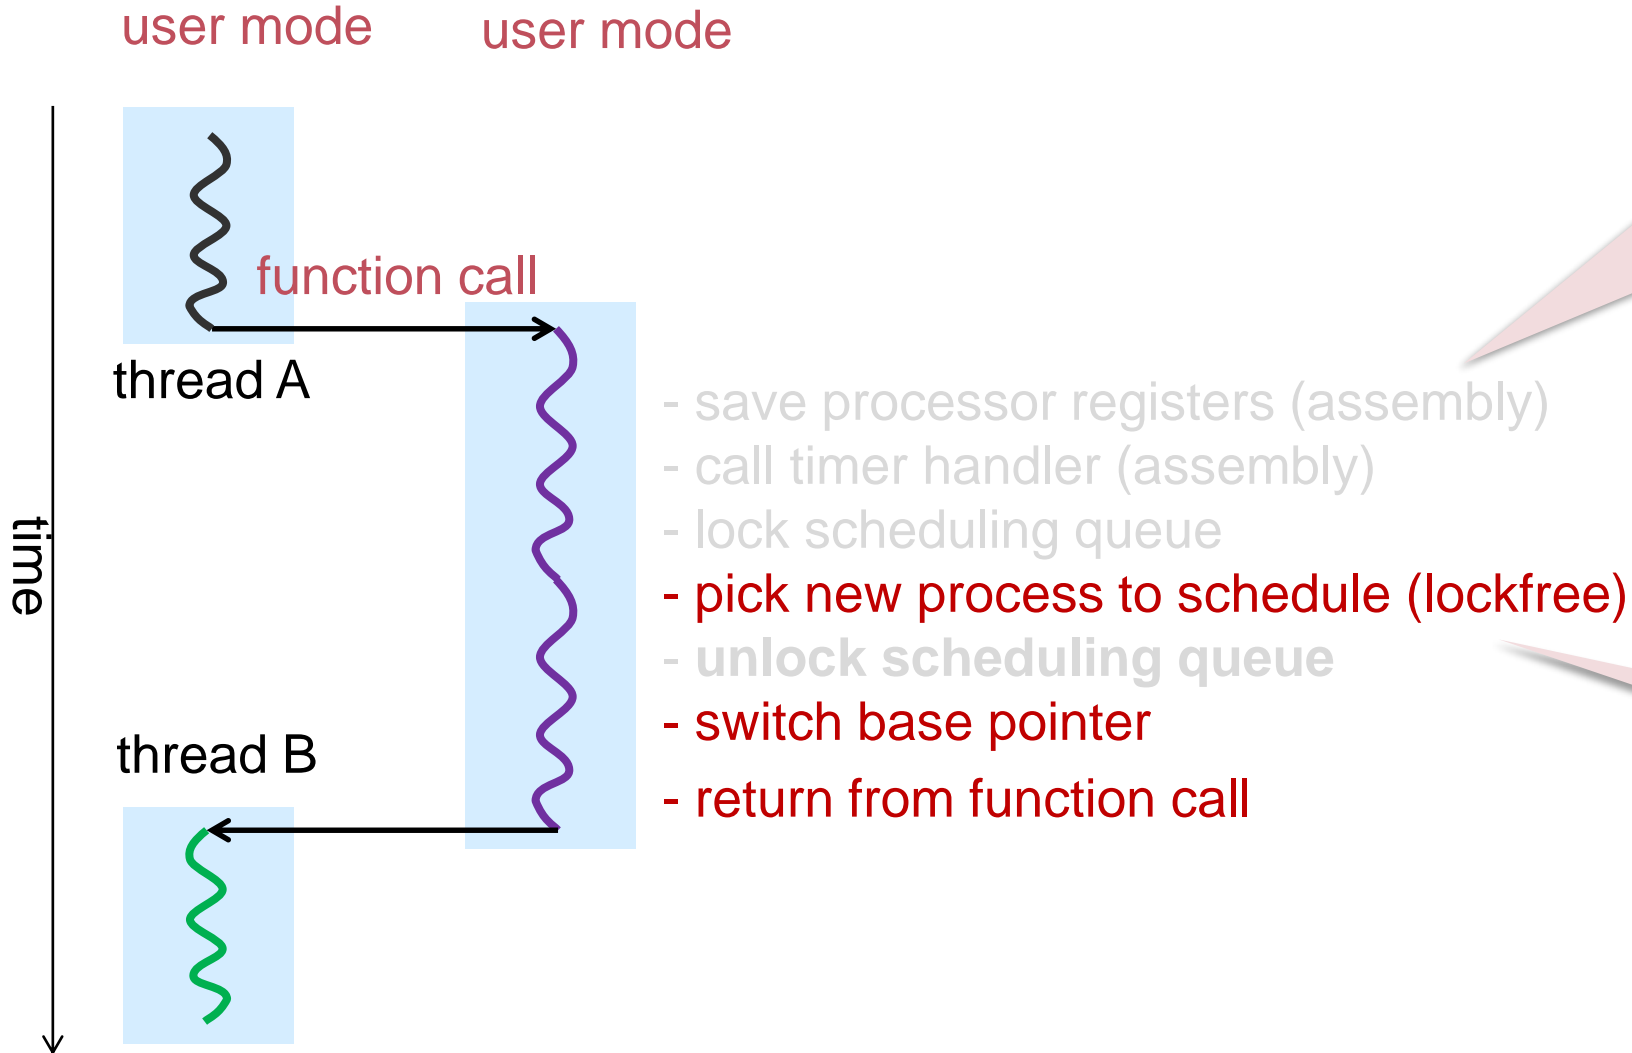 user mode
user mode
function call
thread A
- save processor registers (assembly)
- call timer handler (assembly)
- lock scheduling queue
time
- pick new process to schedule (lockfree)
- unlock scheduling queue
- switch base pointer
thread B
- return from function call